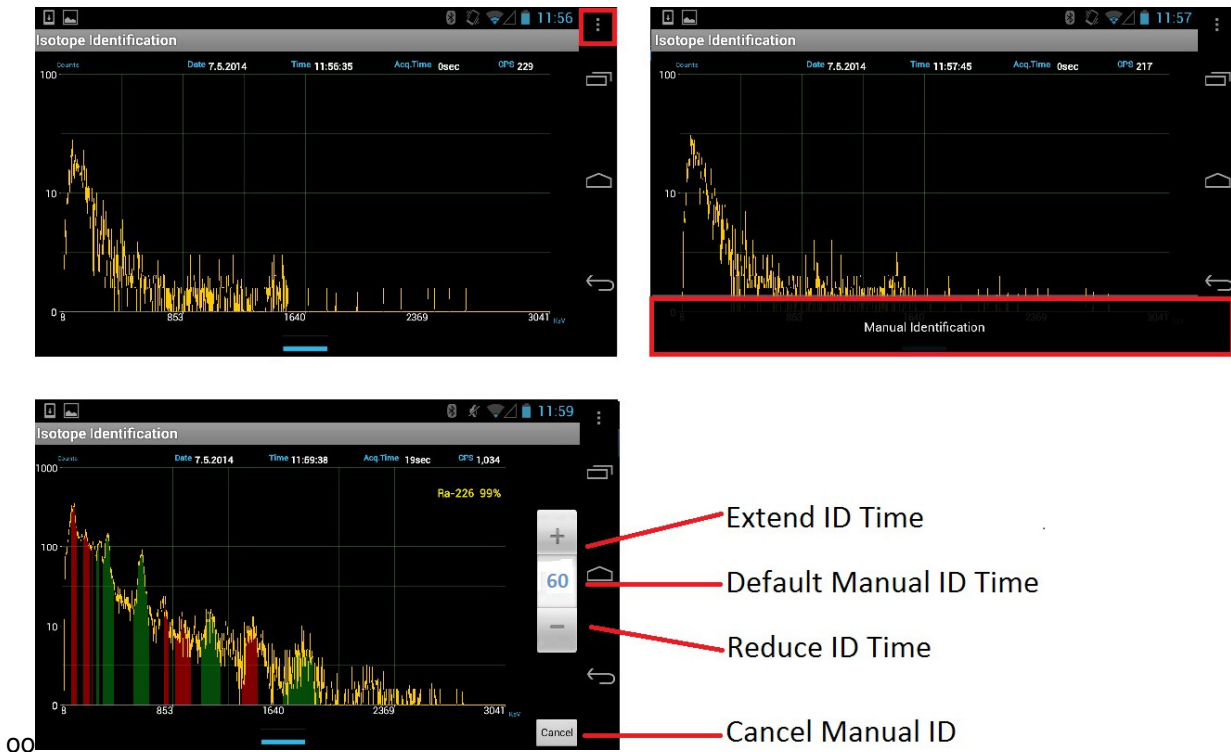 11:56
Isotope Identification
Counts Date 7.5.2014 Time 11:56:35 Acq.Time 0sec CPS 229
100
10
0
8 853 1640 2369 3041 KeV
11:57
Isotope Identification
Counts Date 7.5.2014 Time 11:57:45 Acq.Time 0sec CPS 217
100
10
0
8 853 1640 2369 3041
Manual Identification
11:59
Isotope Identification
Counts Date 7.5.2014 Time 11:59:38 Acq.Time 19sec CPS 1,034
1000
Ra-226 99%
100
10
0
8 853 1640 2369 3041 KeV
+
60
−
Cancel
Extend ID Time
Default Manual ID Time
Reduce ID Time
Cancel Manual ID
oo